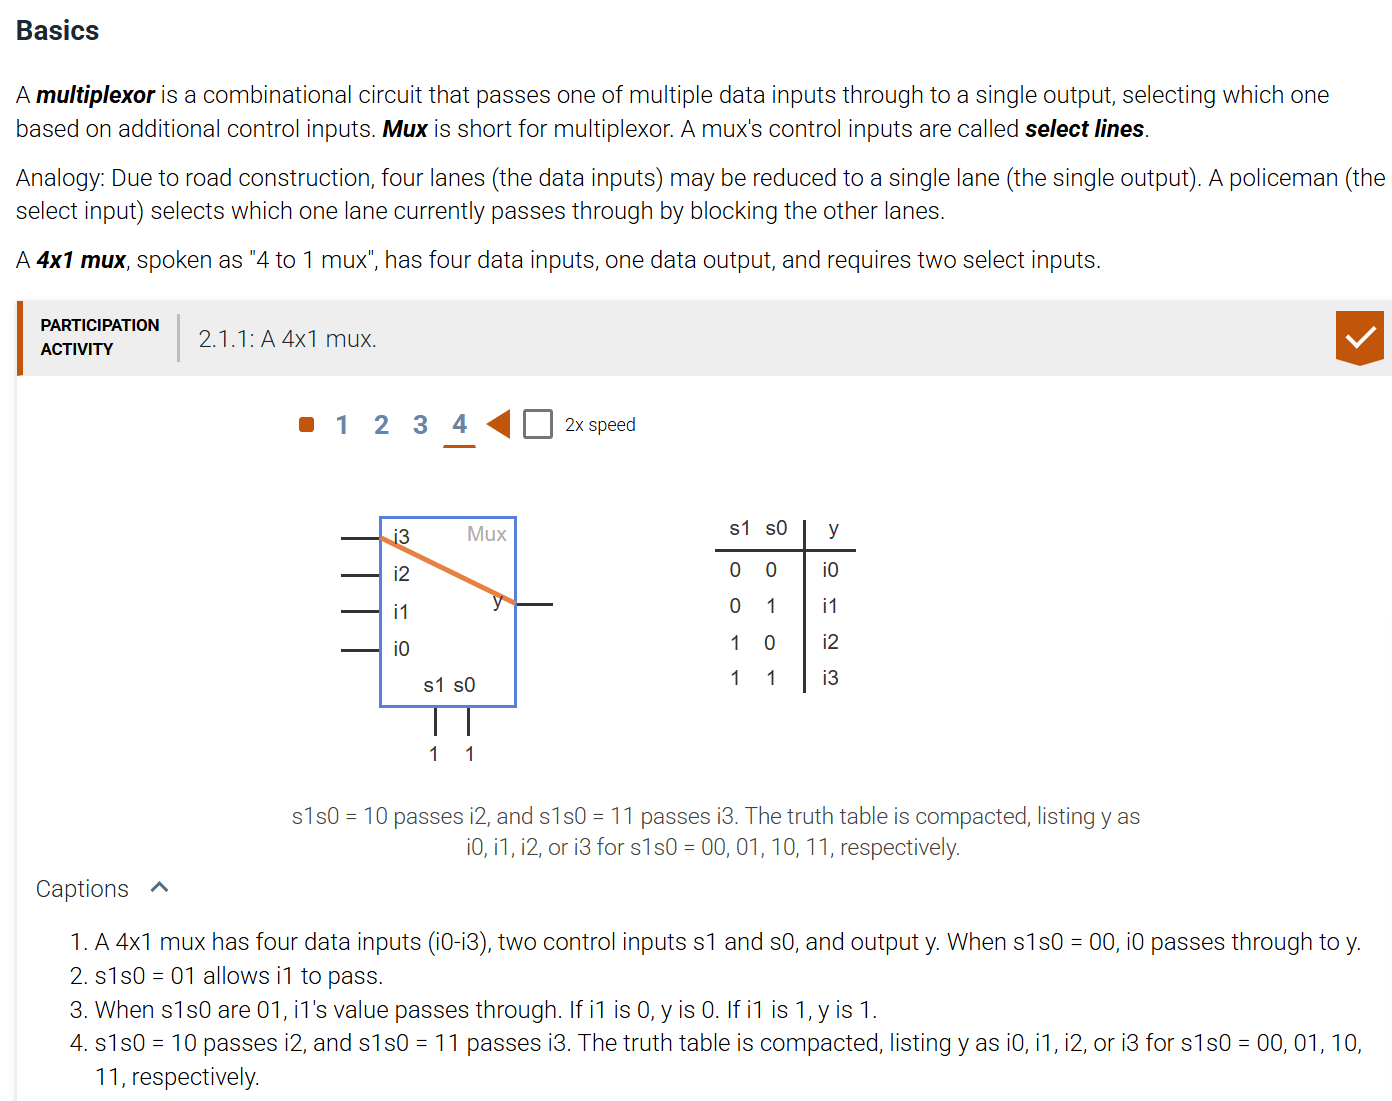 Basics
A multiplexor is a combinational circuit that passes one of multiple data inputs through to a single output, selecting which one
based on additional control inputs. Mux is short for multiplexor. A mux's control inputs are called select lines.
Analogy: Due to road construction, four lanes (the data inputs) may be reduced to a single lane (the single output). A policeman (the
select input) selects which one lane currently passes through by blocking the other lanes.
A 4x1 mux, spoken as "4 to 1 mux", has four data inputs, one data output, and requires two select inputs.
PARTICIPATION
ACTIVITY
2.1.1: A 4x1 mux.
1 2 3 4 2x speed
i3 Mux
i2
y
i1
i0
s1 s0
1 1
s1 s0 y
0 0 i0
0 1 i1
1 0 i2
1 1 i3
s1s0 = 10 passes i2, and s1s0 = 11 passes i3. The truth table is compacted, listing y as
i0, i1, i2, or i3 for s1s0 = 00, 01, 10, 11, respectively.
Captions
1. A 4x1 mux has four data inputs (i0-i3), two control inputs s1 and s0, and output y. When s1s0 = 00, i0 passes through to y.
2. s1s0 = 01 allows i1 to pass.
3. When s1s0 are 01, i1's value passes through. If i1 is 0, y is 0. If i1 is 1, y is 1.
4. s1s0 = 10 passes i2, and s1s0 = 11 passes i3. The truth table is compacted, listing y as i0, i1, i2, or i3 for s1s0 = 00, 01, 10,
11, respectively.